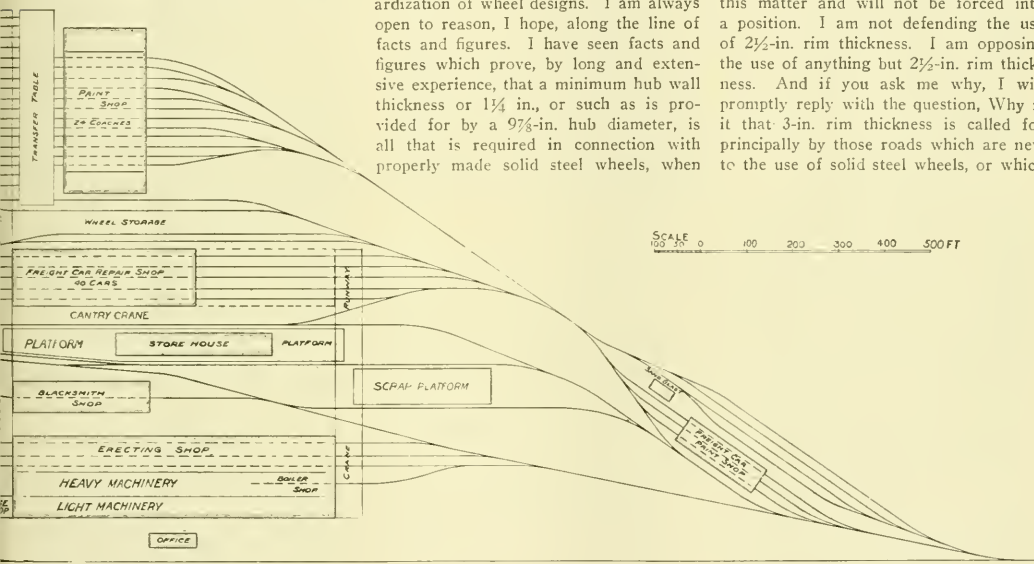 ardization of wheel designs. I am always
open to reason, I hope, along the line of
facts and figures. I have seen facts and
figures which prove, by long and exten-
sive experience, that a minimum hub wall
thickness or 1¼ in., or such as is pro-
vided for by a 9⅞-in. hub diameter, is
all that is required in connection with
properly made solid steel wheels, when
this matter and will not be forced int
a position. I am not defending the us
of 2½-in. rim thickness. I am opposin
the use of anything but 2½-in. rim thick
ness. And if you ask me why, I wi
promptly reply with the question, Why
it that 3-in. rim thickness is called fo
principally by those roads which are ne
to the use of solid steel wheels, or whic
TRANSFER TABLE
PAINT
SHOP
24 COACHES
WHEEL STORAGE
SCALE
100 50 0 100 200 300 400 500 FT
FREIGHT CAR REPAIR SHOP
40 CARS
RUNWAY
CANTRY CRANE
PLATFORM
STORE HOUSE
PLATFORM
SCRAP PLATFORM
BLACKSMITH
SHOP
FREIGHT CAR
PAINT SHOP
ERECTING SHOP
CRANE
HEAVY MACHINERY
BOILER
SHOP
LIGHT MACHINERY
OFFICE